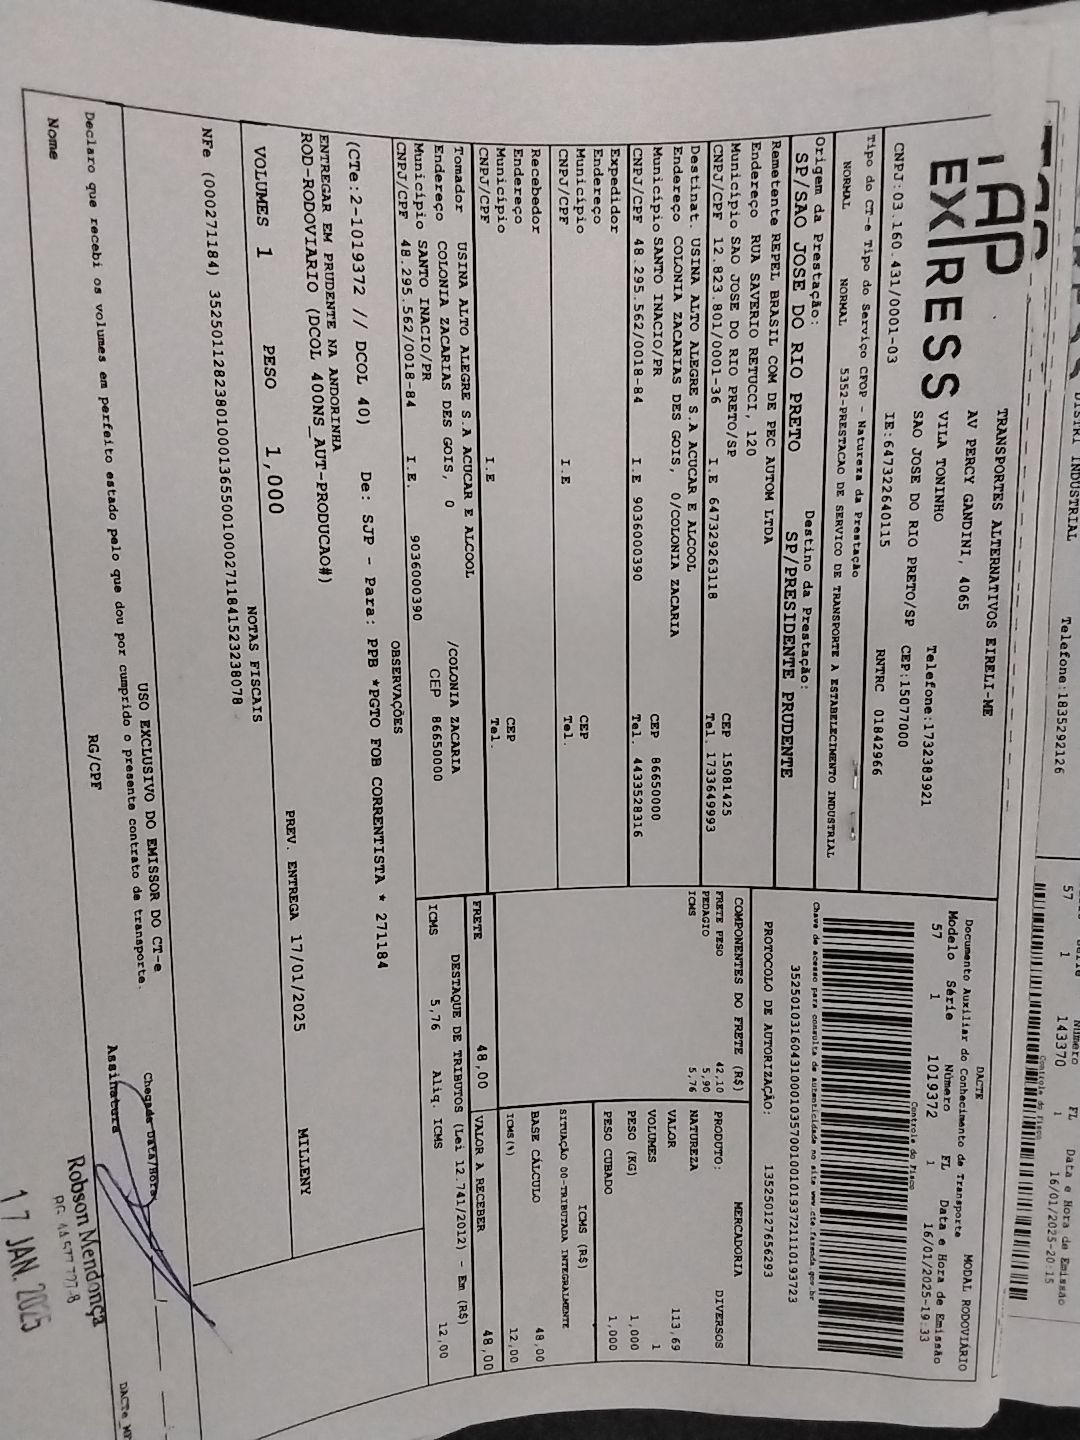 TAP
EXPRESS
TRANSPORTES ALTERNATIVOS EIRELI-ME
AV PERCY GANDINI, 4065
VILA TONINHO
SAO JOSE DO RIO PRETO/SP
Telefone:1732383921
CEP:15077000
CNPJ:03.160.431/0001-03
IE:647322640115
RNTRC 01842966
DACTE
Documento Auxiliar do Conhecimento de Transporte
MODAL RODOVIÁRIO
Modelo Série Número FL Data e Hora de Emissão
57 1 1019372 1 16/01/2025-19:33
Controle do Fisco
Tipo do CT-e Tipo do Serviço CFOP - Natureza da Prestação
NORMAL NORMAL 5352-PRESTACAO DE SERVICO DE TRANSPORTE A ESTABELECIMENTO INDUSTRIAL
Chave de acesso para consulta de autenticidade no site www.cte.fazenda.gov.br
35250103160431000103570010010193721110193723
PROTOCOLO DE AUTORIZAÇÃO: 135250127656293
Origem da Prestação:
SP/SAO JOSE DO RIO PRETO
Destino da Prestação:
SP/PRESIDENTE PRUDENTE
Remetente REPEL BRASIL COM DE PEC AUTOM LTDA
Endereço RUA SAVERIO RETUCCI, 120
Município SAO JOSE DO RIO PRETO/SP CEP 15081425
CNPJ/CPF 12.823.801/0001-36 I.E 647329263118 Tel. 1733649993
Destinat. USINA ALTO ALEGRE S.A ACUCAR E ALCOOL
Endereço COLONIA ZACARIAS DES GOIS, 0/COLONIA ZACARIA
Município SANTO INACIO/PR CEP 86650000
CNPJ/CPF 48.295.562/0018-84 I.E 9036000390 Tel. 4433528316
Expedidor
Endereço
Município CEP
CNPJ/CPF I.E Tel.
Recebedor
Endereço
Município CEP
CNPJ/CPF I.E Tel.
Tomador USINA ALTO ALEGRE S.A ACUCAR E ALCOOL
Endereço COLONIA ZACARIAS DES GOIS, 0 /COLONIA ZACARIA
Município SANTO INACIO/PR CEP 86650000
CNPJ/CPF 48.295.562/0018-84 I.E. 9036000390
COMPONENTES DO FRETE (R$)
FRETE PESO 42,10
PEDAGIO 5,90
ICMS 5,76
MERCADORIA
PRODUTO: DIVERSOS
NATUREZA
VALOR 113,69
VOLUMES 1
PESO (KG) 1,000
PESO CUBADO 1,000
ICMS (R$)
SITUAÇÃO 00-TRIBUTADA INTEGRALMENTE
BASE CÁLCULO 48,00
ICMS(%) 12,00
FRETE 48,00
VALOR A RECEBER 48,00
DESTAQUE DE TRIBUTOS (Lei 12.741/2012) - Em (R$)
ICMS 5,76 Aliq. ICMS 12,00
OBSERVAÇÕES
(CTe:2-1019372 // DCOL 40) De: SJP - Para: PPB *PGTO FOB CORRENTISTA * 271184
ENTREGAR EM PRUDENTE NA ANDORINHA
ROD-RODOVIARIO (DCOL 400NS_AUT-PRODUCAO#)
VOLUMES 1 PESO 1,000
PREV. ENTREGA 17/01/2025
MILLENY
NOTAS FISCAIS
NFe (000271184) 35250112823801000136550010002711841523238078
USO EXCLUSIVO DO EMISSOR DO CT-e
Declaro que recebi os volumes em perfeito estado pelo que dou por cumprido o presente contrato de transporte.
Chegada Data/Hora
Nome RG/CPF Assinatura
Robson Mendonça
17 JAN. 2025
INDUSTRIAL
Telefone:1835292126
Número FL Data e Hora de Emissão
57 1 143370 1 16/01/2025-20:15
Controle do Fisco